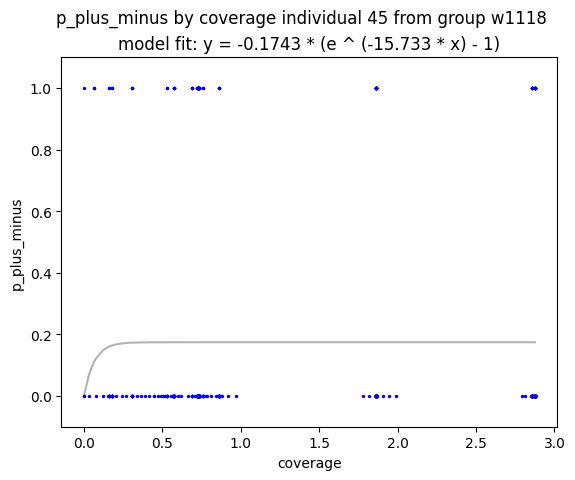 p_plus_minus by coverage individual 45 from group w1118
model fit: y = -0.1743 * (e ^ (-15.733 * x) - 1)
1.0
0.8
0.6
0.4
0.2
0.0
p_plus_minus
0.0 0.5 1.0 1.5 2.0 2.5 3.0
coverage